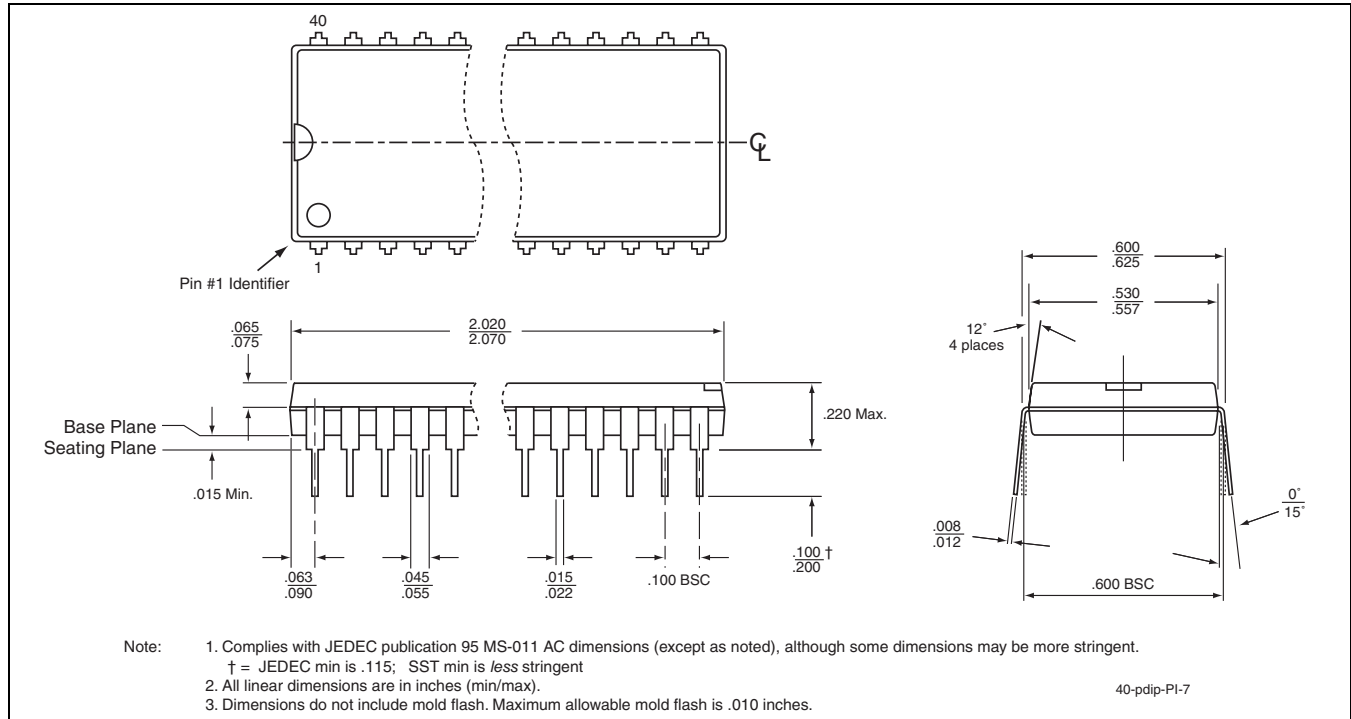 40
C L
1
Pin #1 Identifier
.065
.075
2.020
2.070
Base Plane
Seating Plane
.015 Min.
.220 Max.
.063
.090
.045
.055
.015
.022
.100 BSC
.100 †
.200
.600
.625
.530
.557
12°
4 places
0°
15°
.008
.012
.600 BSC
Note: 1. Complies with JEDEC publication 95 MS-011 AC dimensions (except as noted), although some dimensions may be more stringent.
† = JEDEC min is .115; SST min is less stringent
2. All linear dimensions are in inches (min/max).
3. Dimensions do not include mold flash. Maximum allowable mold flash is .010 inches.
40-pdip-PI-7